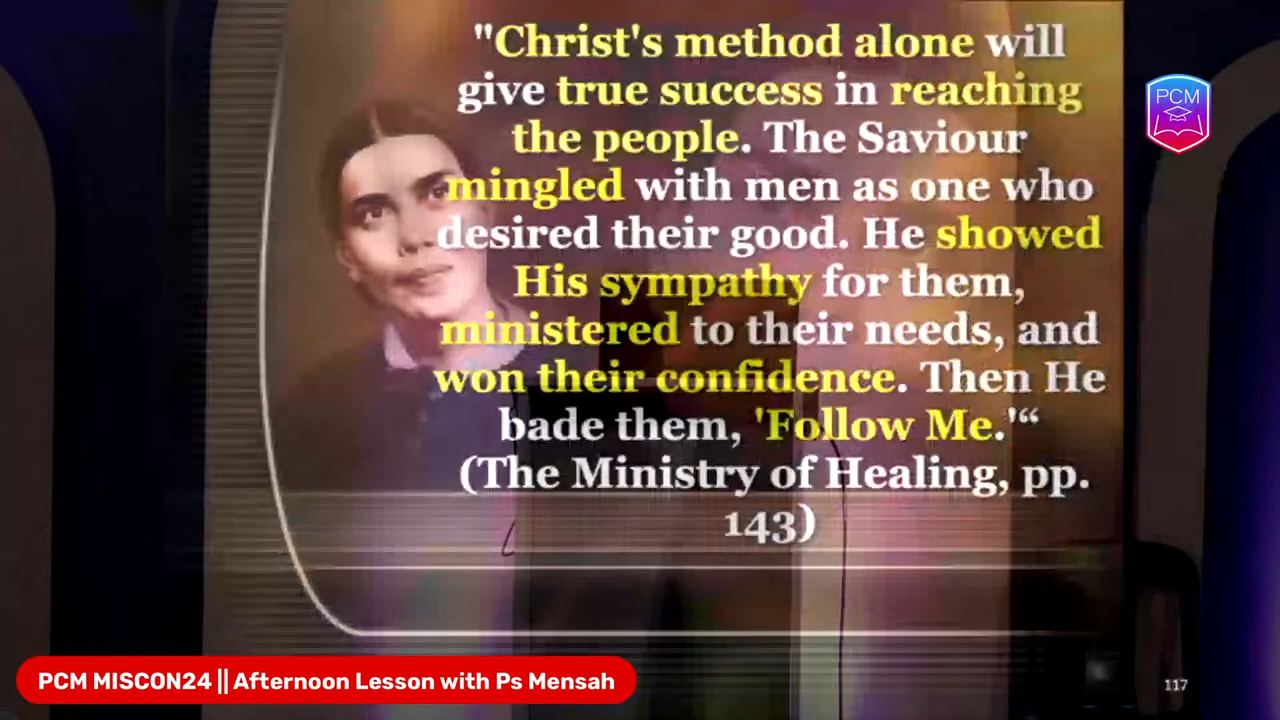 "Christ's method alone will
give true success in reaching
the people. The Saviour
mingled with men as one who
desired their good. He showed
His sympathy for them,
ministered to their needs, and
won their confidence. Then He
bade them, 'Follow Me.'“
(The Ministry of Healing, pp.
143)
PCM
PCM MISCON24 || Afternoon Lesson with Ps Mensah
117